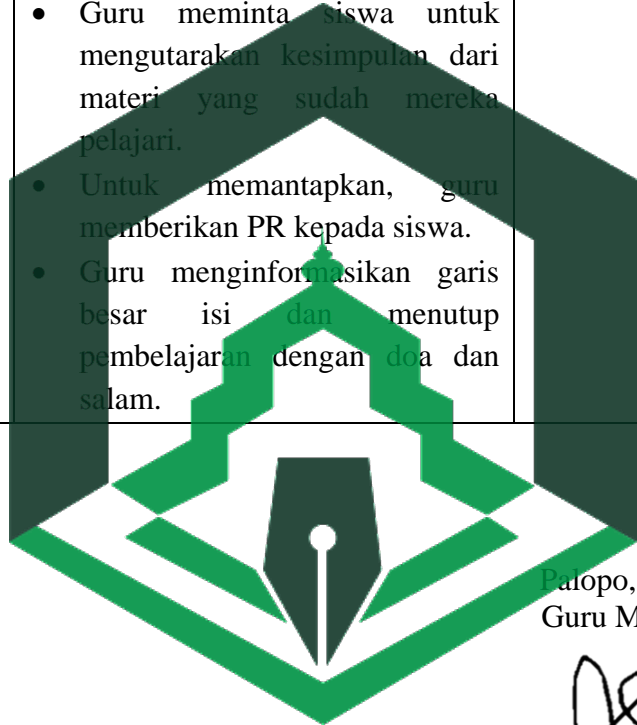 • Guru meminta siswa untuk
mengutarakan kesimpulan dari
materi yang sudah mereka
pelajari.
• Untuk memantapkan, guru
memberikan PR kepada siswa.
• Guru menginformasikan garis
besar isi dan menutup
pembelajaran dengan doa dan
salam.
Palopo,
Guru M